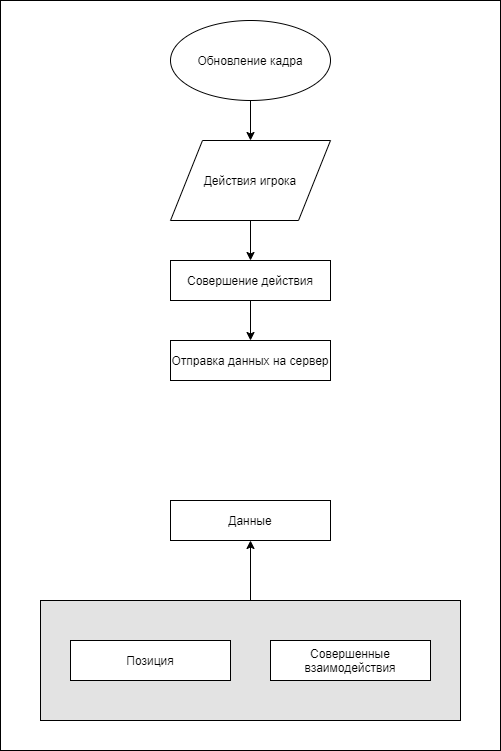 Обновление кадра
Действия игрока
Совершение действия
Отправка данных на сервер
Данные
Позиция
Совершенные
взаимодействия